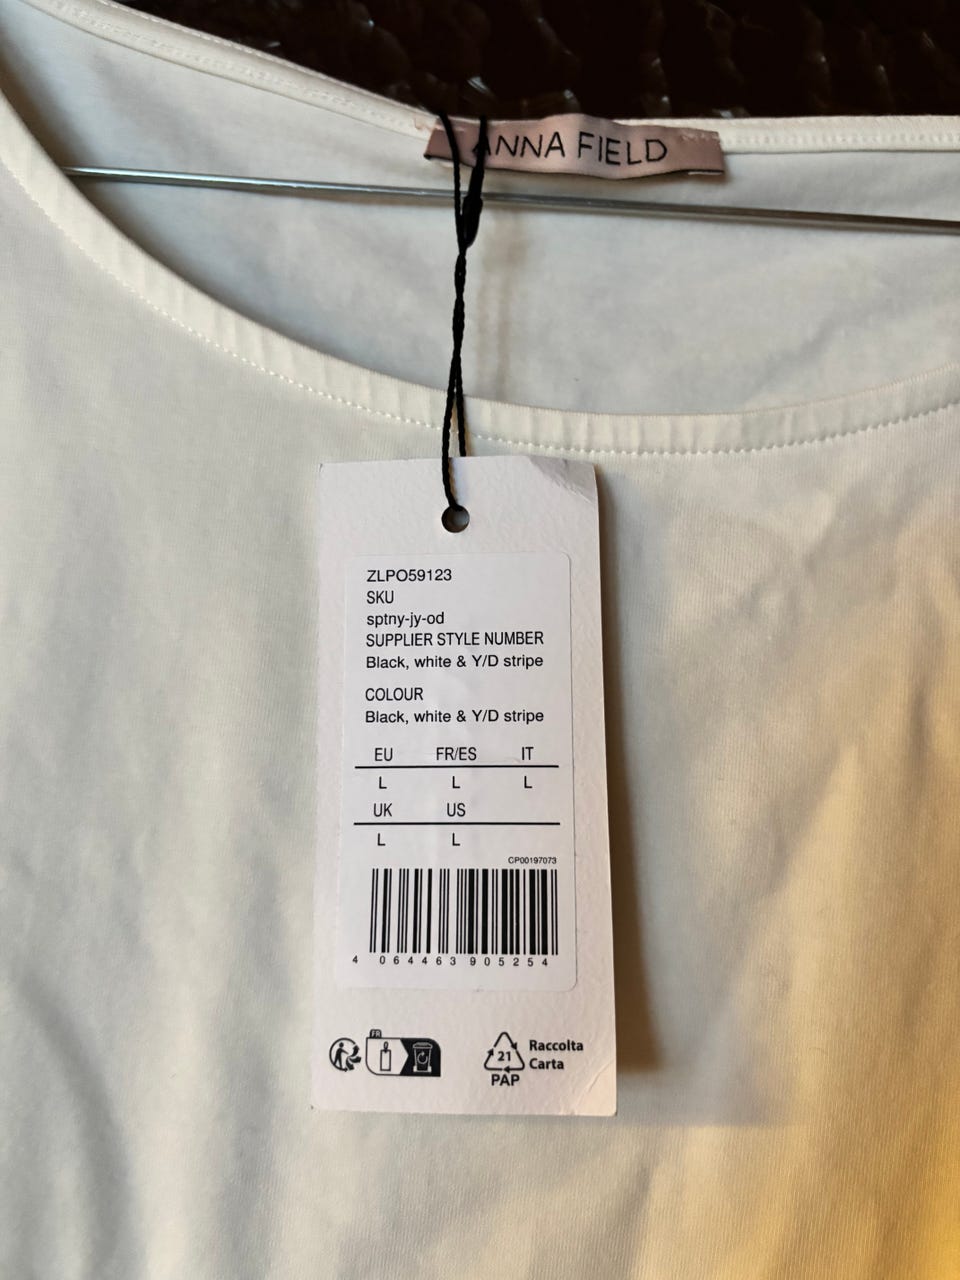 ANNA FIELD
ZLPO59123
SKU
sptny-jy-od
SUPPLIER STYLE NUMBER
Black, white & Y/D stripe
COLOUR
Black, white & Y/D stripe
EU FR/ES IT
L L L
UK US
L L
CP00197073
4 064463 905254
FR
21
PAP
Raccolta
Carta